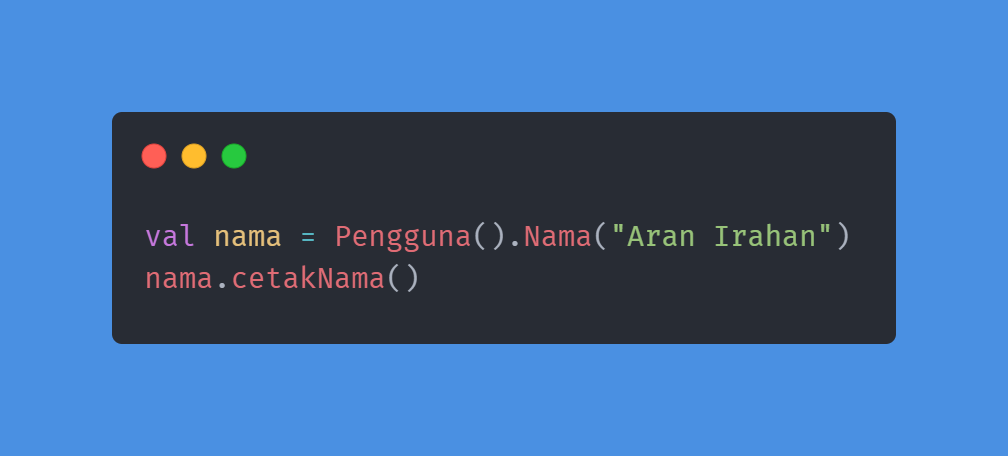 val nama = Pengguna().Nama("Aran Irahan")
nama.cetakNama()